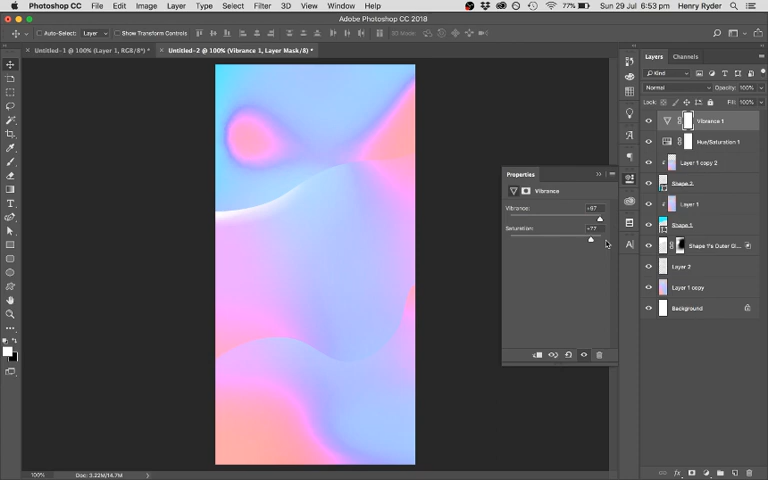 Photoshop CC File Edit Image Layer Type Select Filter 3D View Window Help 77% Sun 29 Jul 6:53 pm Henry Ryder
Adobe Photoshop CC 2018
Auto-Select: Layer Show Transform Controls 3D Mode:
Untitled-1 @ 100% (Layer 1, RGB/8*) * Untitled-2 @ 100% (Vibrance 1, Layer Mask/8) *
Layers Channels
Kind
Normal Opacity: 100%
Lock: Fill: 100%
Vibrance 1
Hue/Saturation 1
Layer 1 copy 2
Shape 2
Layer 1
Shape 1
Shape 1's Outer Gl...
Layer 2
Layer 1 copy
Background
Properties
Vibrance
Vibrance: +97
Saturation: +77
100% Doc: 3.22M/14.7M